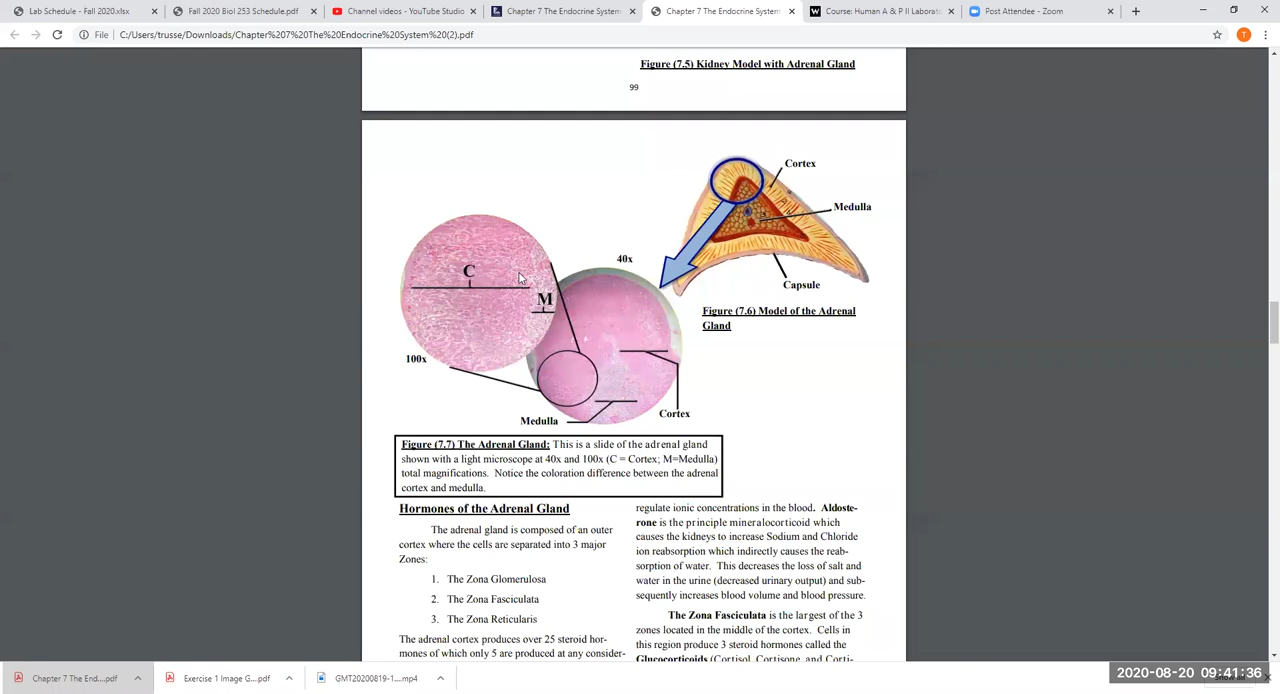 Lab Schedule - Fall 2020.xlsx
Fall 2020 Biol 253 Schedule.pdf
Channel videos - YouTube Studio
Chapter 7 The Endocrine System
Chapter 7 The Endocrine System
Course: Human A & P II Laborat
Post Attendee - Zoom
File
C:/Users/trusse/Downloads/Chapter%207%20The%20Endocrine%20System%20(2).pdf
T
Figure (7.5) Kidney Model with Adrenal Gland
99
Cortex
Medulla
40x
Capsule
C
M
Figure (7.6) Model of the Adrenal
Gland
100x
Cortex
Medulla
Figure (7.7) The Adrenal Gland: This is a slide of the adrenal gland
shown with a light microscope at 40x and 100x (C = Cortex; M=Medulla)
total magnifications. Notice the coloration difference between the adrenal
cortex and medulla.
Hormones of the Adrenal Gland
The adrenal gland is composed of an outer
cortex where the cells are separated into 3 major
Zones:
1. The Zona Glomerulosa
2. The Zona Fasciculata
3. The Zona Reticularis
The adrenal cortex produces over 25 steroid hor-
mones of which only 5 are produced at any consider-
regulate ionic concentrations in the blood. Aldoste-
rone is the principle mineralocorticoid which
causes the kidneys to increase Sodium and Chloride
ion reabsorption which indirectly causes the reab-
sorption of water. This decreases the loss of salt and
water in the urine (decreased urinary output) and sub-
sequently increases blood volume and blood pressure.
The Zona Fasciculata is the largest of the 3
zones located in the middle of the cortex. Cells in
this region produce 3 steroid hormones called the
Glucocorticoids (Cortisol, Cortisone, and Corti-
Chapter 7 The End....pdf
Exercise 1 Image G....pdf
GMT20200819-1....mp4
2020-08-20 09:41:36